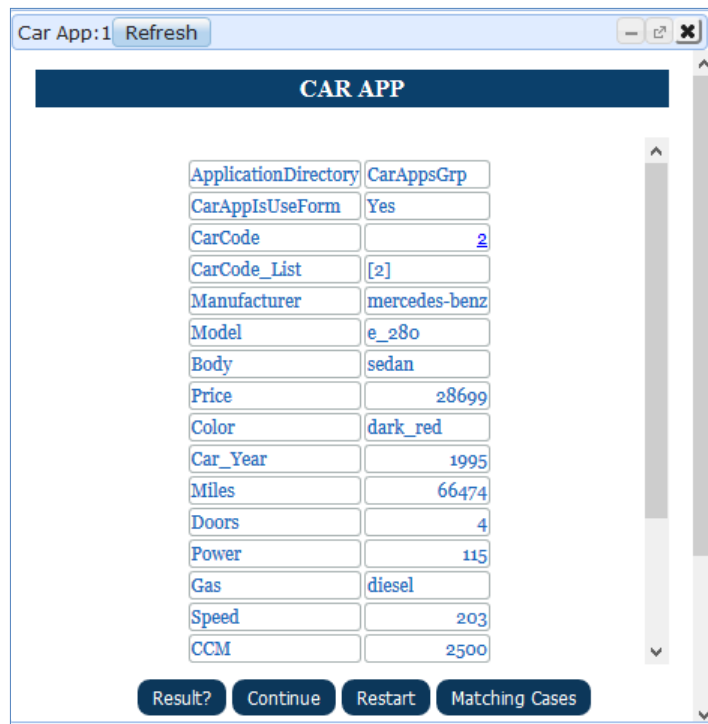 Car App:1 Refresh
CAR APP
ApplicationDirectory CarAppsGrp
CarAppIsUseForm Yes
CarCode 2
CarCode_List [2]
Manufacturer mercedes-benz
Model e_280
Body sedan
Price 28699
Color dark_red
Car_Year 1995
Miles 66474
Doors 4
Power 115
Gas diesel
Speed 203
CCM 2500
Result? Continue Restart Matching Cases